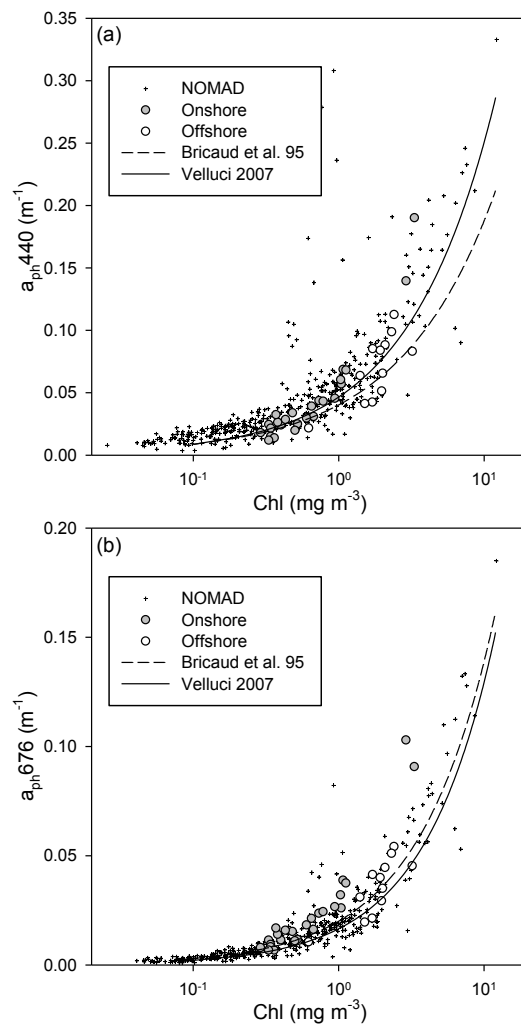 (a)
0.35
0.30
0.25
0.20
0.15
0.10
0.05
0.00
a_ph440 (m⁻¹)
NOMAD
Onshore
Offshore
Bricaud et al. 95
Velluci 2007
10⁻¹ 10⁰ 10¹
Chl (mg m⁻³)
(b)
0.20
0.15
0.10
0.05
0.00
a_ph676 (m⁻¹)
NOMAD
Onshore
Offshore
Bricaud et al. 95
Velluci 2007
10⁻¹ 10⁰ 10¹
Chl (mg m⁻³)